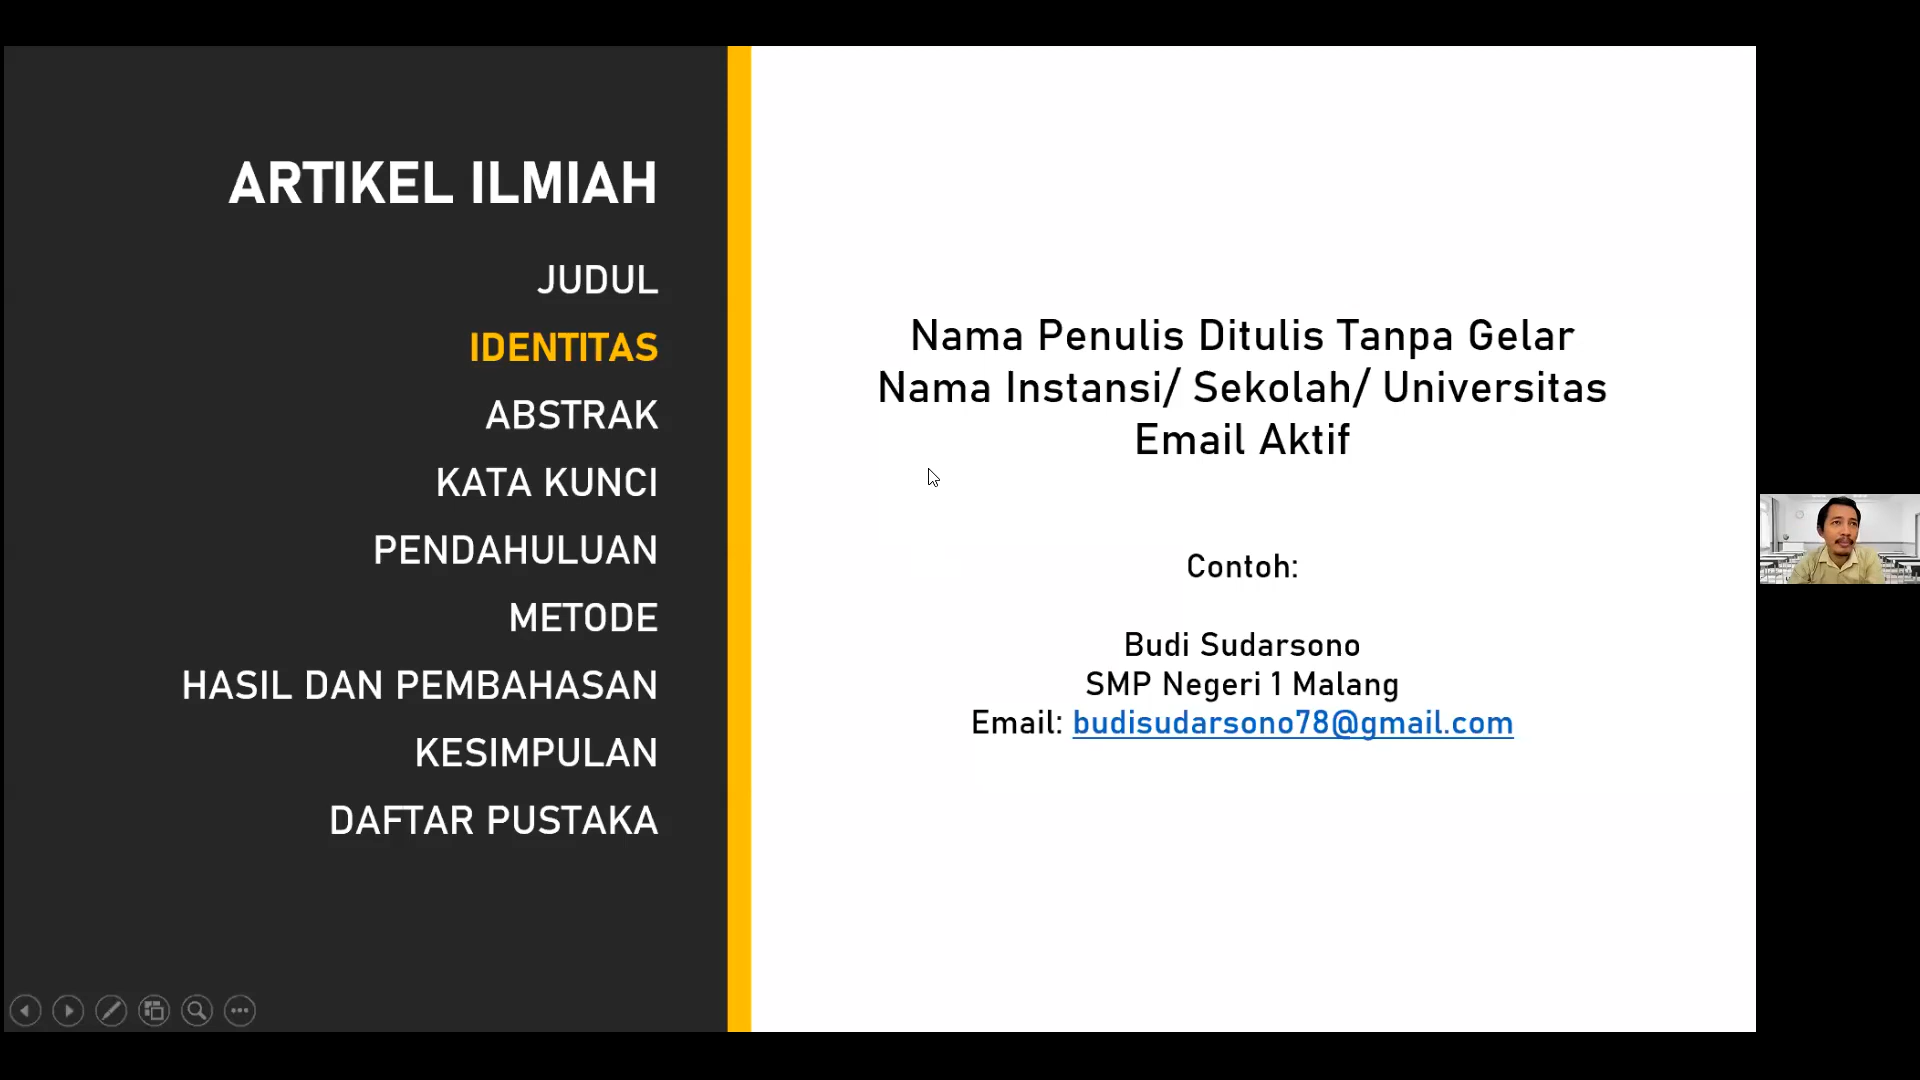 ARTIKEL ILMIAH
JUDUL
IDENTITAS
ABSTRAK
KATA KUNCI
PENDAHULUAN
METODE
HASIL DAN PEMBAHASAN
KESIMPULAN
DAFTAR PUSTAKA
Nama Penulis Ditulis Tanpa Gelar
Nama Instansi/ Sekolah/ Universitas
Email Aktif
Contoh:
Budi Sudarsono
SMP Negeri 1 Malang
Email: budisudarsono78@gmail.com